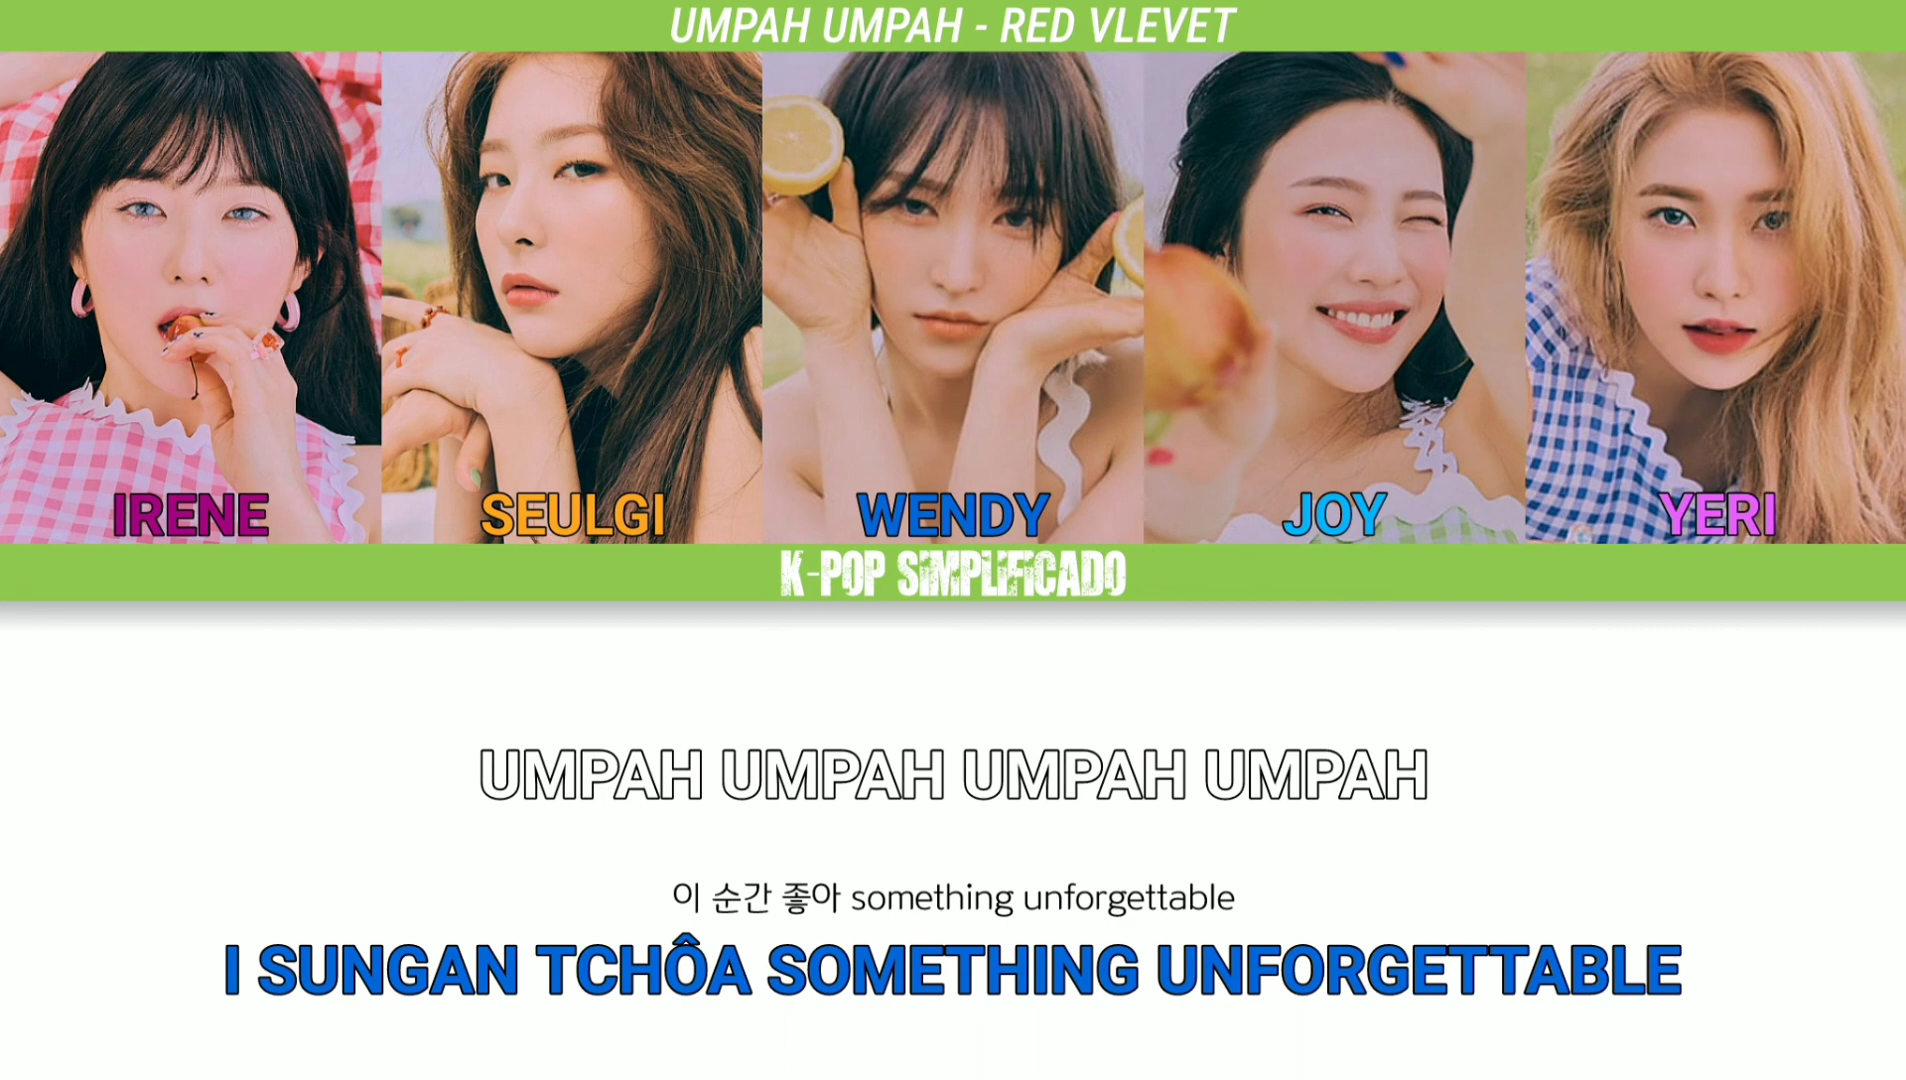 UMPAH UMPAH - RED VLEVET
IRENE
SEULGI
WENDY
JOY
YERI
K-POP SIMPLIFICADO
UMPAH UMPAH UMPAH UMPAH
이 순간 좋아 something unforgettable
I SUNGAN TCHÔA SOMETHING UNFORGETTABLE